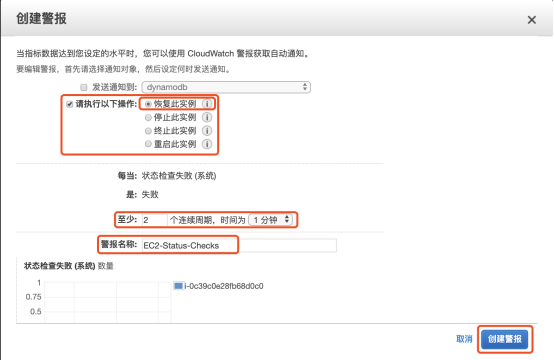 创建警报
×
当指标数据达到您设定的水平时，您可以使用 CloudWatch 警报获取自动通知。
要编辑警报，首先请选择通知对象，然后设定何时发送通知。
发送通知到: dynamodb
请执行以下操作: 恢复此实例 i
停止此实例 i
终止此实例 i
重启此实例 i
每当: 状态检查失败 (系统)
是: 失败
至少: 2 个连续周期，时间为 1 分钟
警报名称: EC2-Status-Checks
状态检查失败 (系统) 数量
1
0.75
0.5
i-0c39c0e28fb68d0c0
取消 创建警报